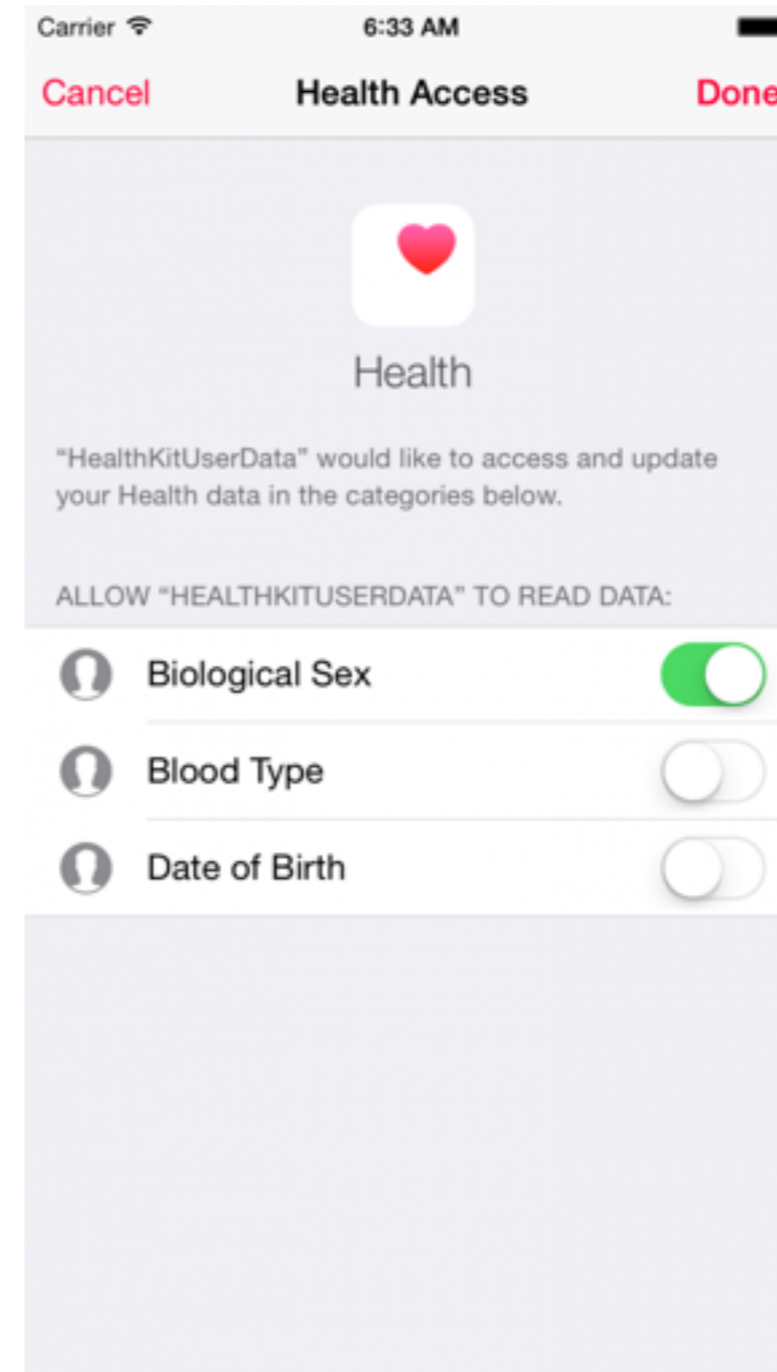 Carrier 6:33 AM
Cancel Health Access Done
Health
“HealthKitUserData” would like to access and update
your Health data in the categories below.
ALLOW “HEALTHKITUSERDATA” TO READ DATA:
Biological Sex
Blood Type
Date of Birth